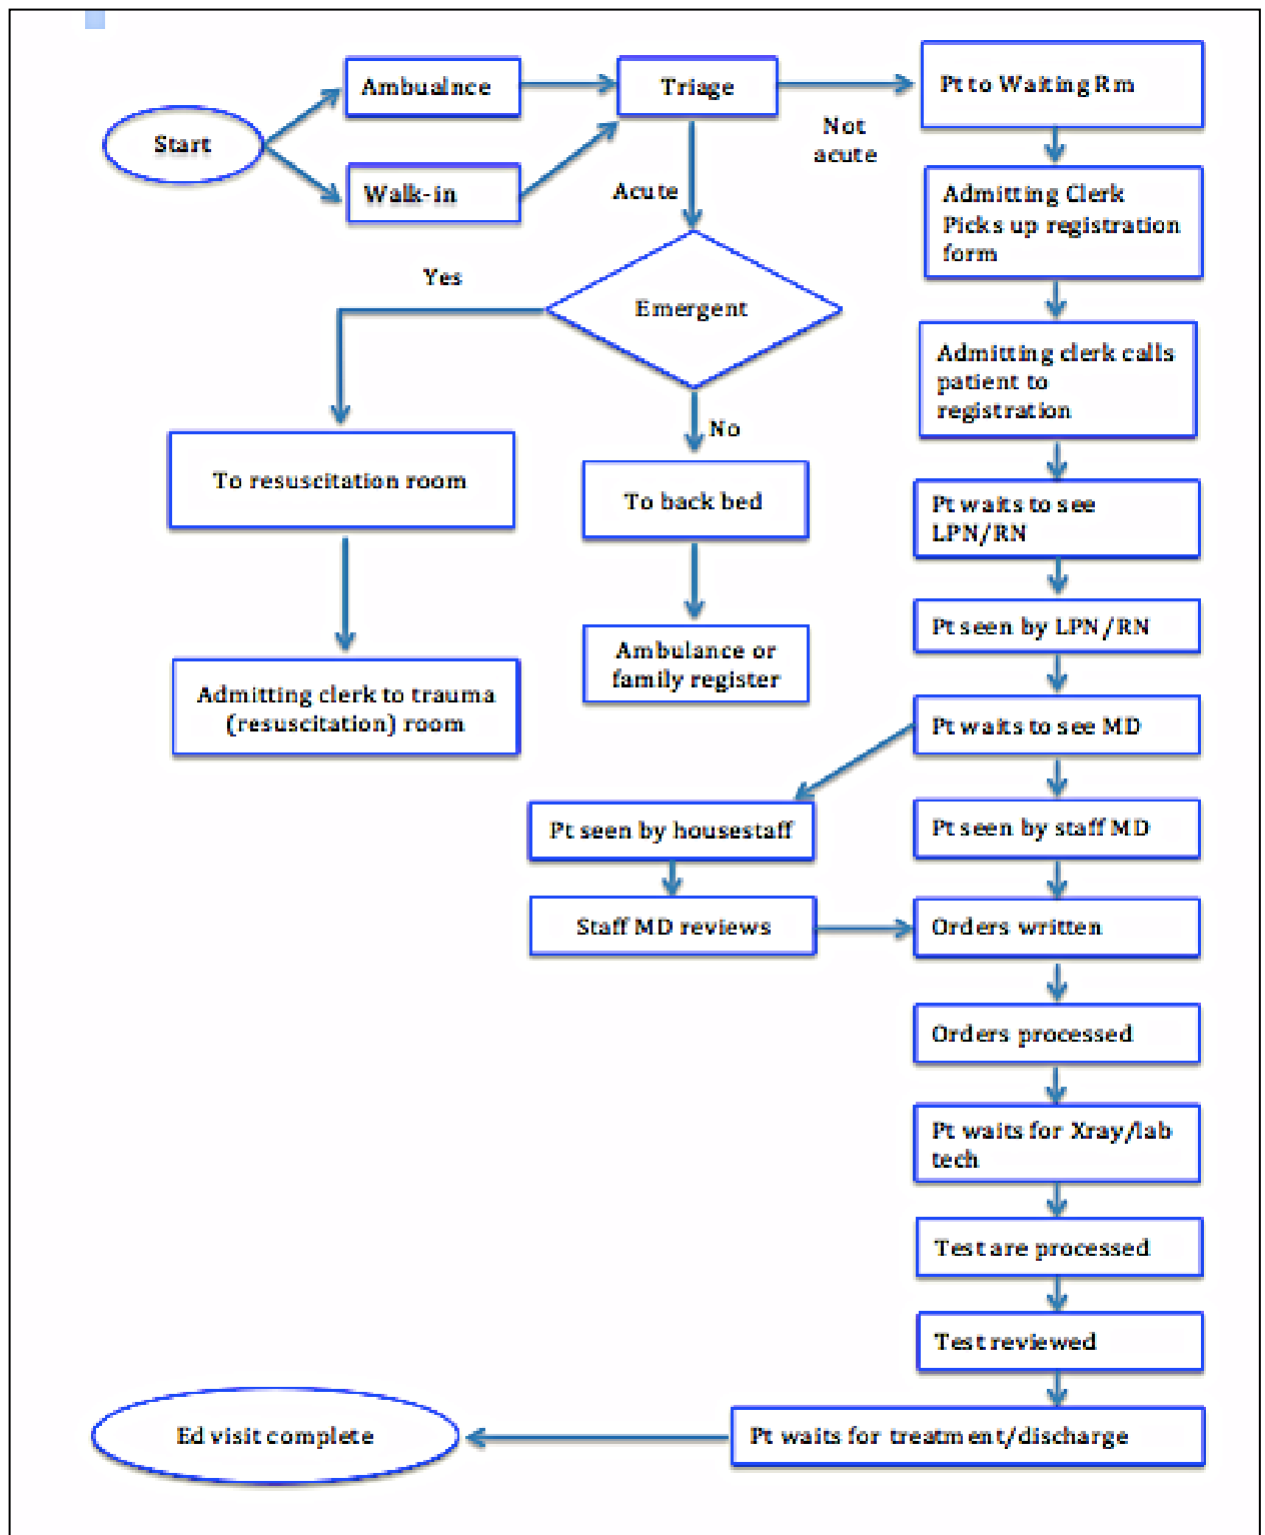 Start
Ambualnce
Walk-in
Triage
Not
acute
Pt to Waiting Rm
Acute
Admitting Clerk
Picks up registration
form
Yes
Emergent
No
Admitting clerk calls
patient to
registration
To resuscitation room
To back bed
Pt waits to see
LPN/RN
Admitting clerk to trauma
(resuscitation) room
Ambulance or
family register
Pt seen by LPN/RN
Pt waits to see MD
Pt seen by housestaff
Pt seen by staff MD
Staff MD reviews
Orders written
Orders processed
Pt waits for Xray/lab
tech
Test are processed
Test reviewed
Pt waits for treatment/discharge
Ed visit complete